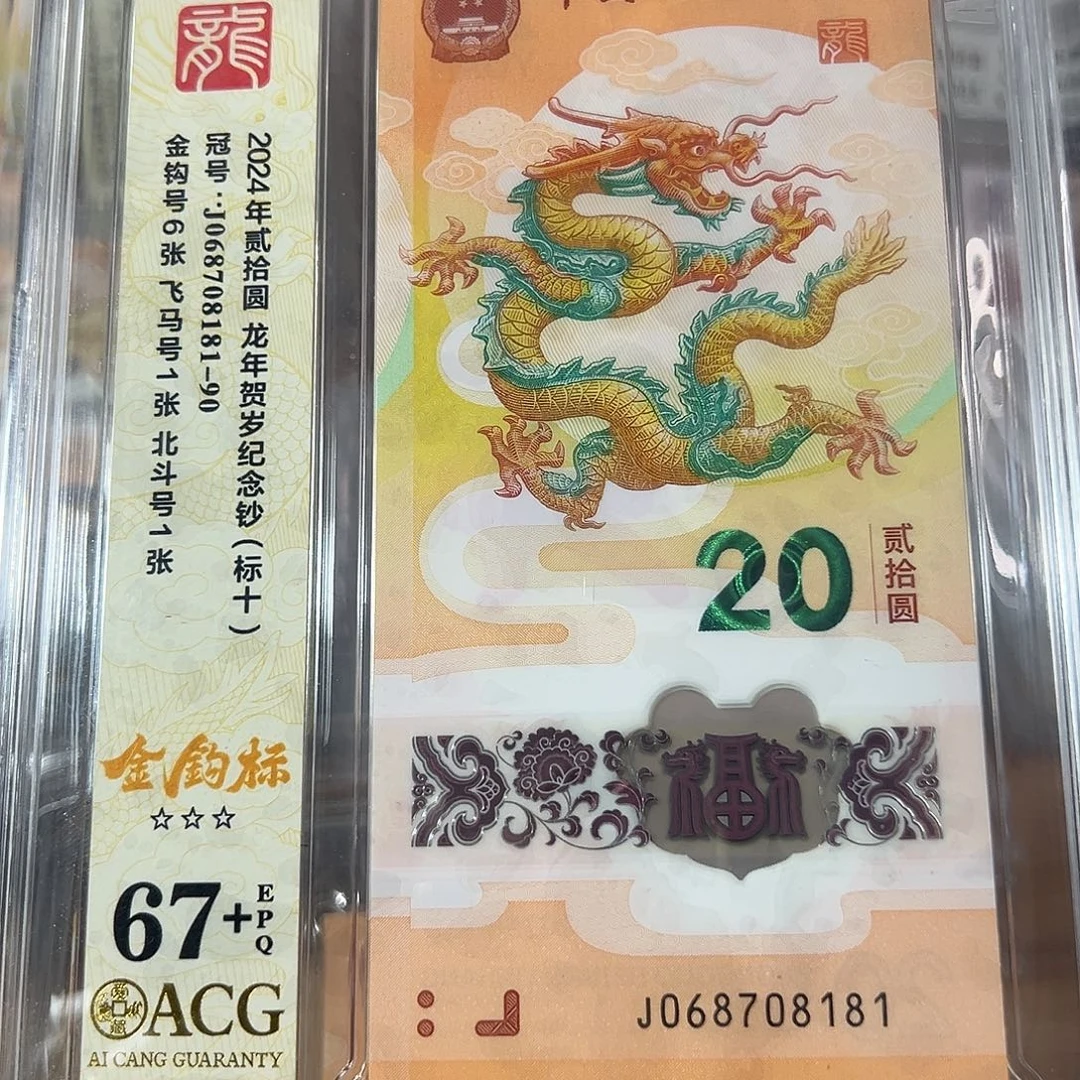 龍
2024年贰拾圆 龙年贺岁纪念钞（标十）
冠号：J068708181-90
金钩号6张 飞马号1张 北斗号1张
金钩标
☆☆☆
67+
EPQ
ACG
AI CANG GUARANTY
龍
20
贰拾圆
福
J068708181